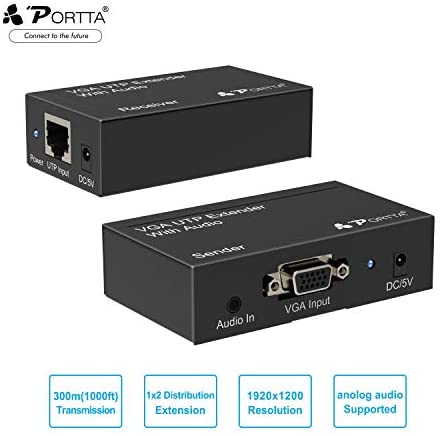 PORTTA®
Connect to the future
VGA UTP Extender
With Audio
Receiver
PORTTA
Power
UTP Input
DC/5V
VGA UTP Extender
With Audio
PORTTA
Sender
Audio In
VGA Input
DC/5V
300m(1000ft)
Transmission
1x2 Distribution
Extension
1920x1200
Resolution
anolog audio
Supported